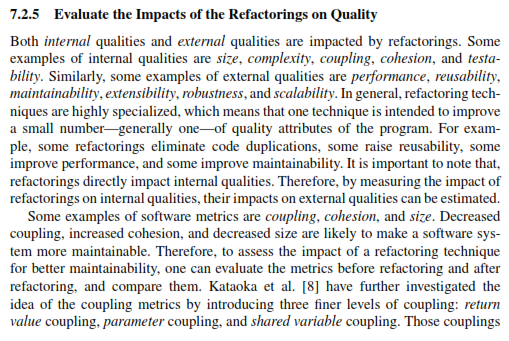 7.2.5 Evaluate the Impacts of the Refactorings on Quality
Both internal qualities and external qualities are impacted by refactorings. Some
examples of internal qualities are size, complexity, coupling, cohesion, and testa-
bility. Similarly, some examples of external qualities are performance, reusability,
maintainability, extensibility, robustness, and scalability. In general, refactoring tech-
niques are highly specialized, which means that one technique is intended to improve
a small number—generally one—of quality attributes of the program. For exam-
ple, some refactorings eliminate code duplications, some raise reusability, some
improve performance, and some improve maintainability. It is important to note that,
refactorings directly impact internal qualities. Therefore, by measuring the impact of
refactorings on internal qualities, their impacts on external qualities can be estimated.
Some examples of software metrics are coupling, cohesion, and size. Decreased
coupling, increased cohesion, and decreased size are likely to make a software sys-
tem more maintainable. Therefore, to assess the impact of a refactoring technique
for better maintainability, one can evaluate the metrics before refactoring and after
refactoring, and compare them. Kataoka et al. [8] have further investigated the
idea of the coupling metrics by introducing three finer levels of coupling: return
value coupling, parameter coupling, and shared variable coupling. Those couplings